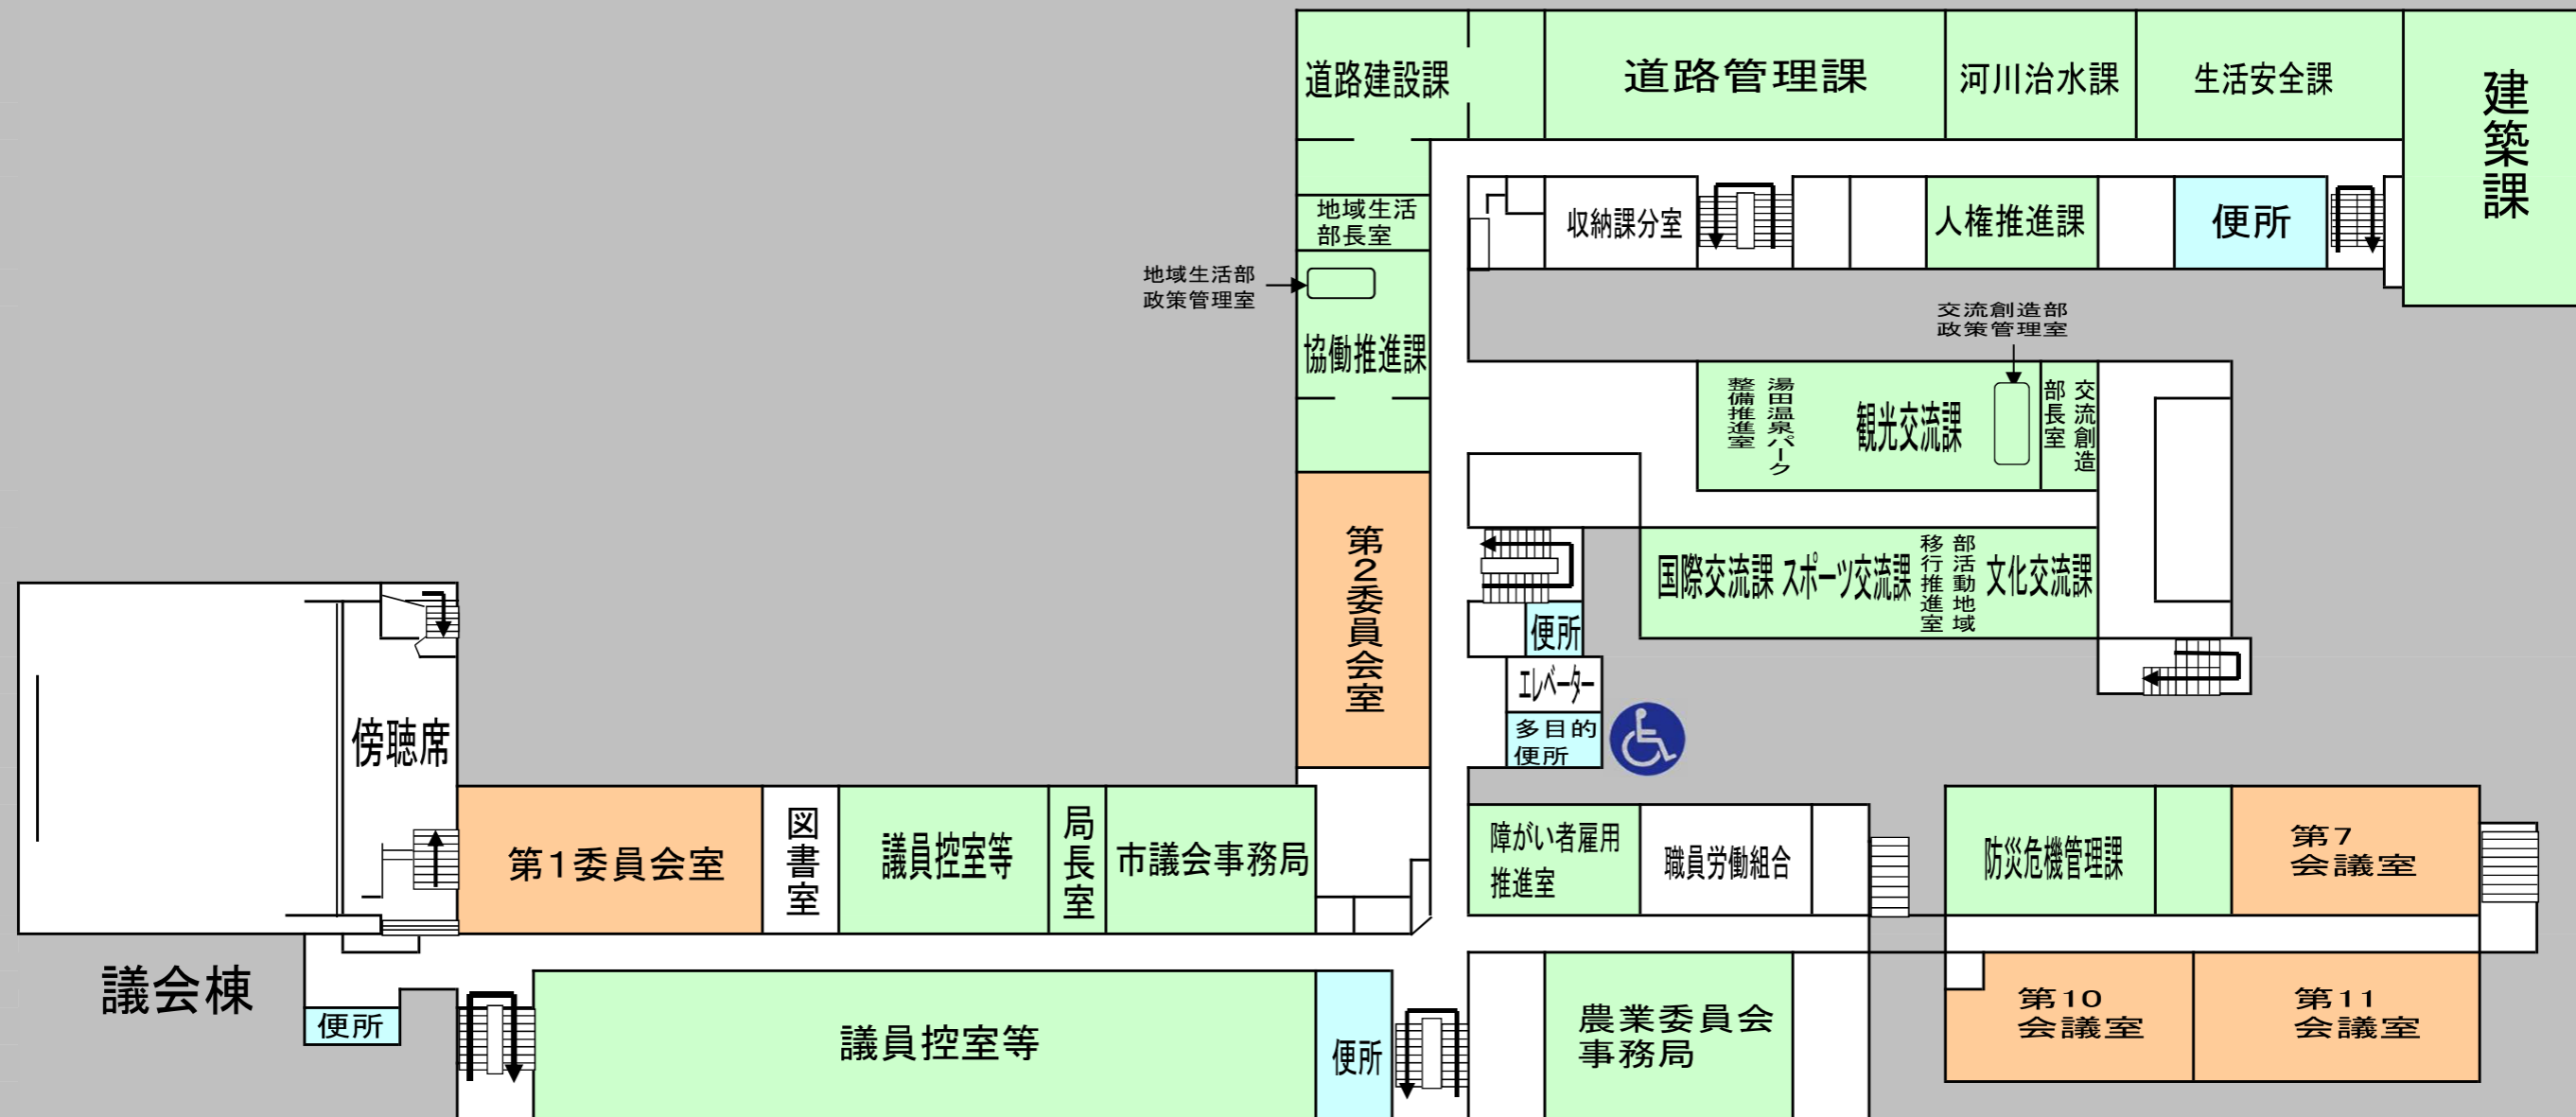 道路建設課
道路管理課
河川治水課
生活安全課
建築課
地域生活
部長室
収納課分室
人権推進課
便所
地域生活部
政策管理室
協働推進課
交流創造部
政策管理室
湯田温泉パーク
整備推進室
観光交流課
交流創造
部長室
第2委員会室
国際交流課
スポーツ交流課
部活動地域
移行推進室
文化交流課
便所
エレベーター
多目的
便所
傍聴席
第1委員会室
図書室
議員控室等
局長室
市議会事務局
障がい者雇用
推進室
職員労働組合
防災危機管理課
第7
会議室
議会棟
便所
議員控室等
便所
農業委員会
事務局
第10
会議室
第11
会議室